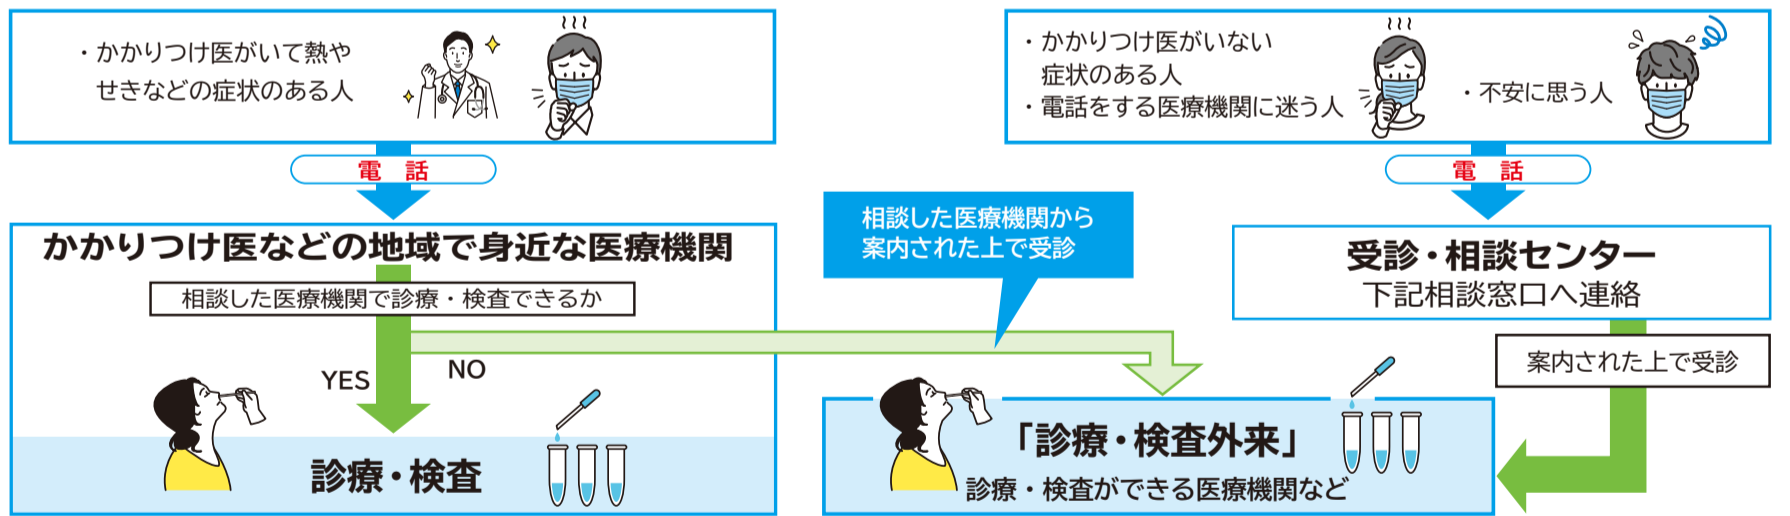 ・かかりつけ医がいて熱や
せきなどの症状のある人
電 話
かかりつけ医などの地域で身近な医療機関
相談した医療機関で診療・検査できるか
YES
NO
診療・検査
相談した医療機関から
案内された上で受診
・かかりつけ医がいない
症状のある人
・電話をする医療機関に迷う人
・不安に思う人
電 話
受診・相談センター
下記相談窓口へ連絡
案内された上で受診
「診療・検査外来」
診療・検査ができる医療機関など